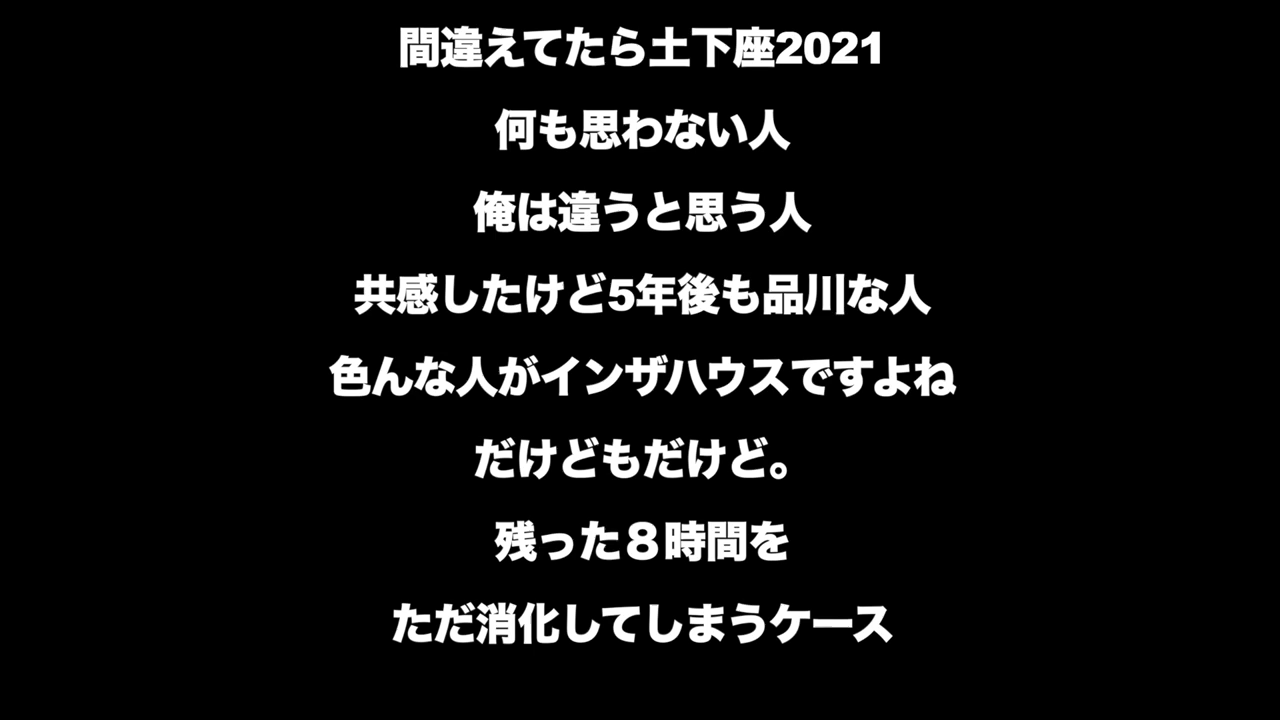 間違えてたら土下座2021
何も思わない人
俺は違うと思う人
共感したけど5年後も品川な人
色んな人がインザハウスですよね
だけどもだけど。
残った８時間を
ただ消化してしまうケース